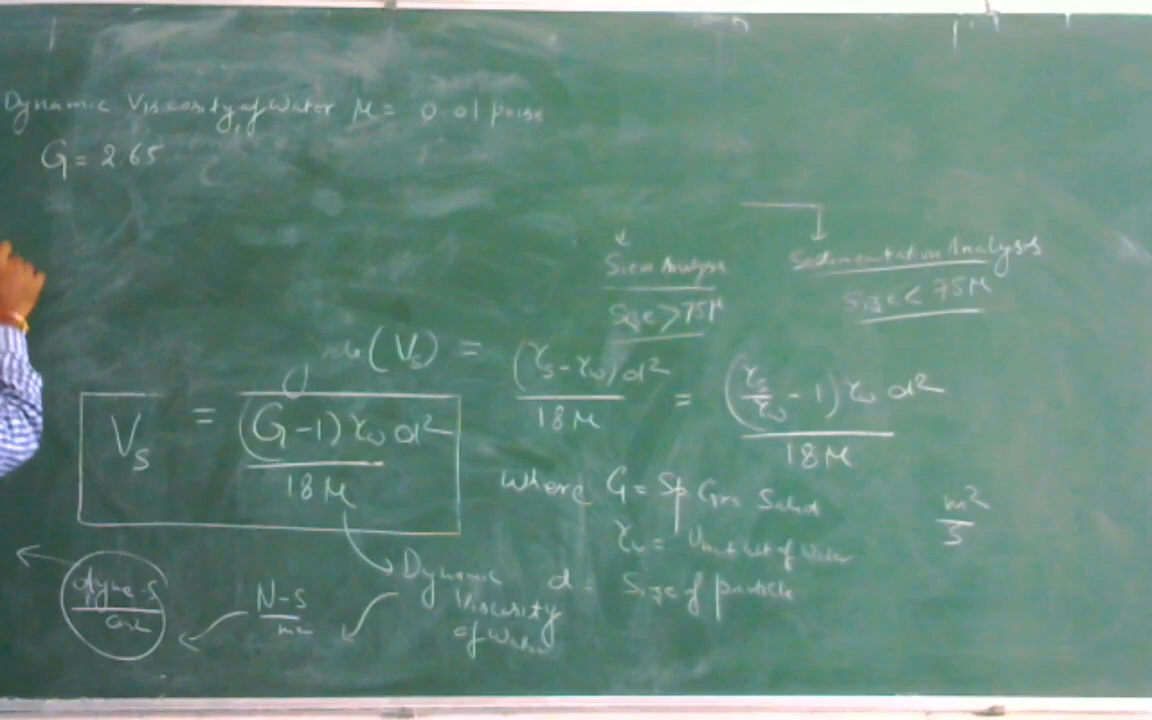 Dynamic Viscosity of Water μ = 0.01 poise
G = 2.65
Sieve Analysis
Size > 75μ
Sedimentation Analysis
Size < 75μ
(Vs) = (γs - γw) d² / 18μ = (γs/γw - 1) γw d² / 18μ
Vs = (G - 1) γw d² / 18μ
where G = Sp Gra Solid
γw = Unit wt of Water
d = Size of particle
Dynamic
Viscosity
of Water
m²/s
N-S/m²
dyne-S/cm²